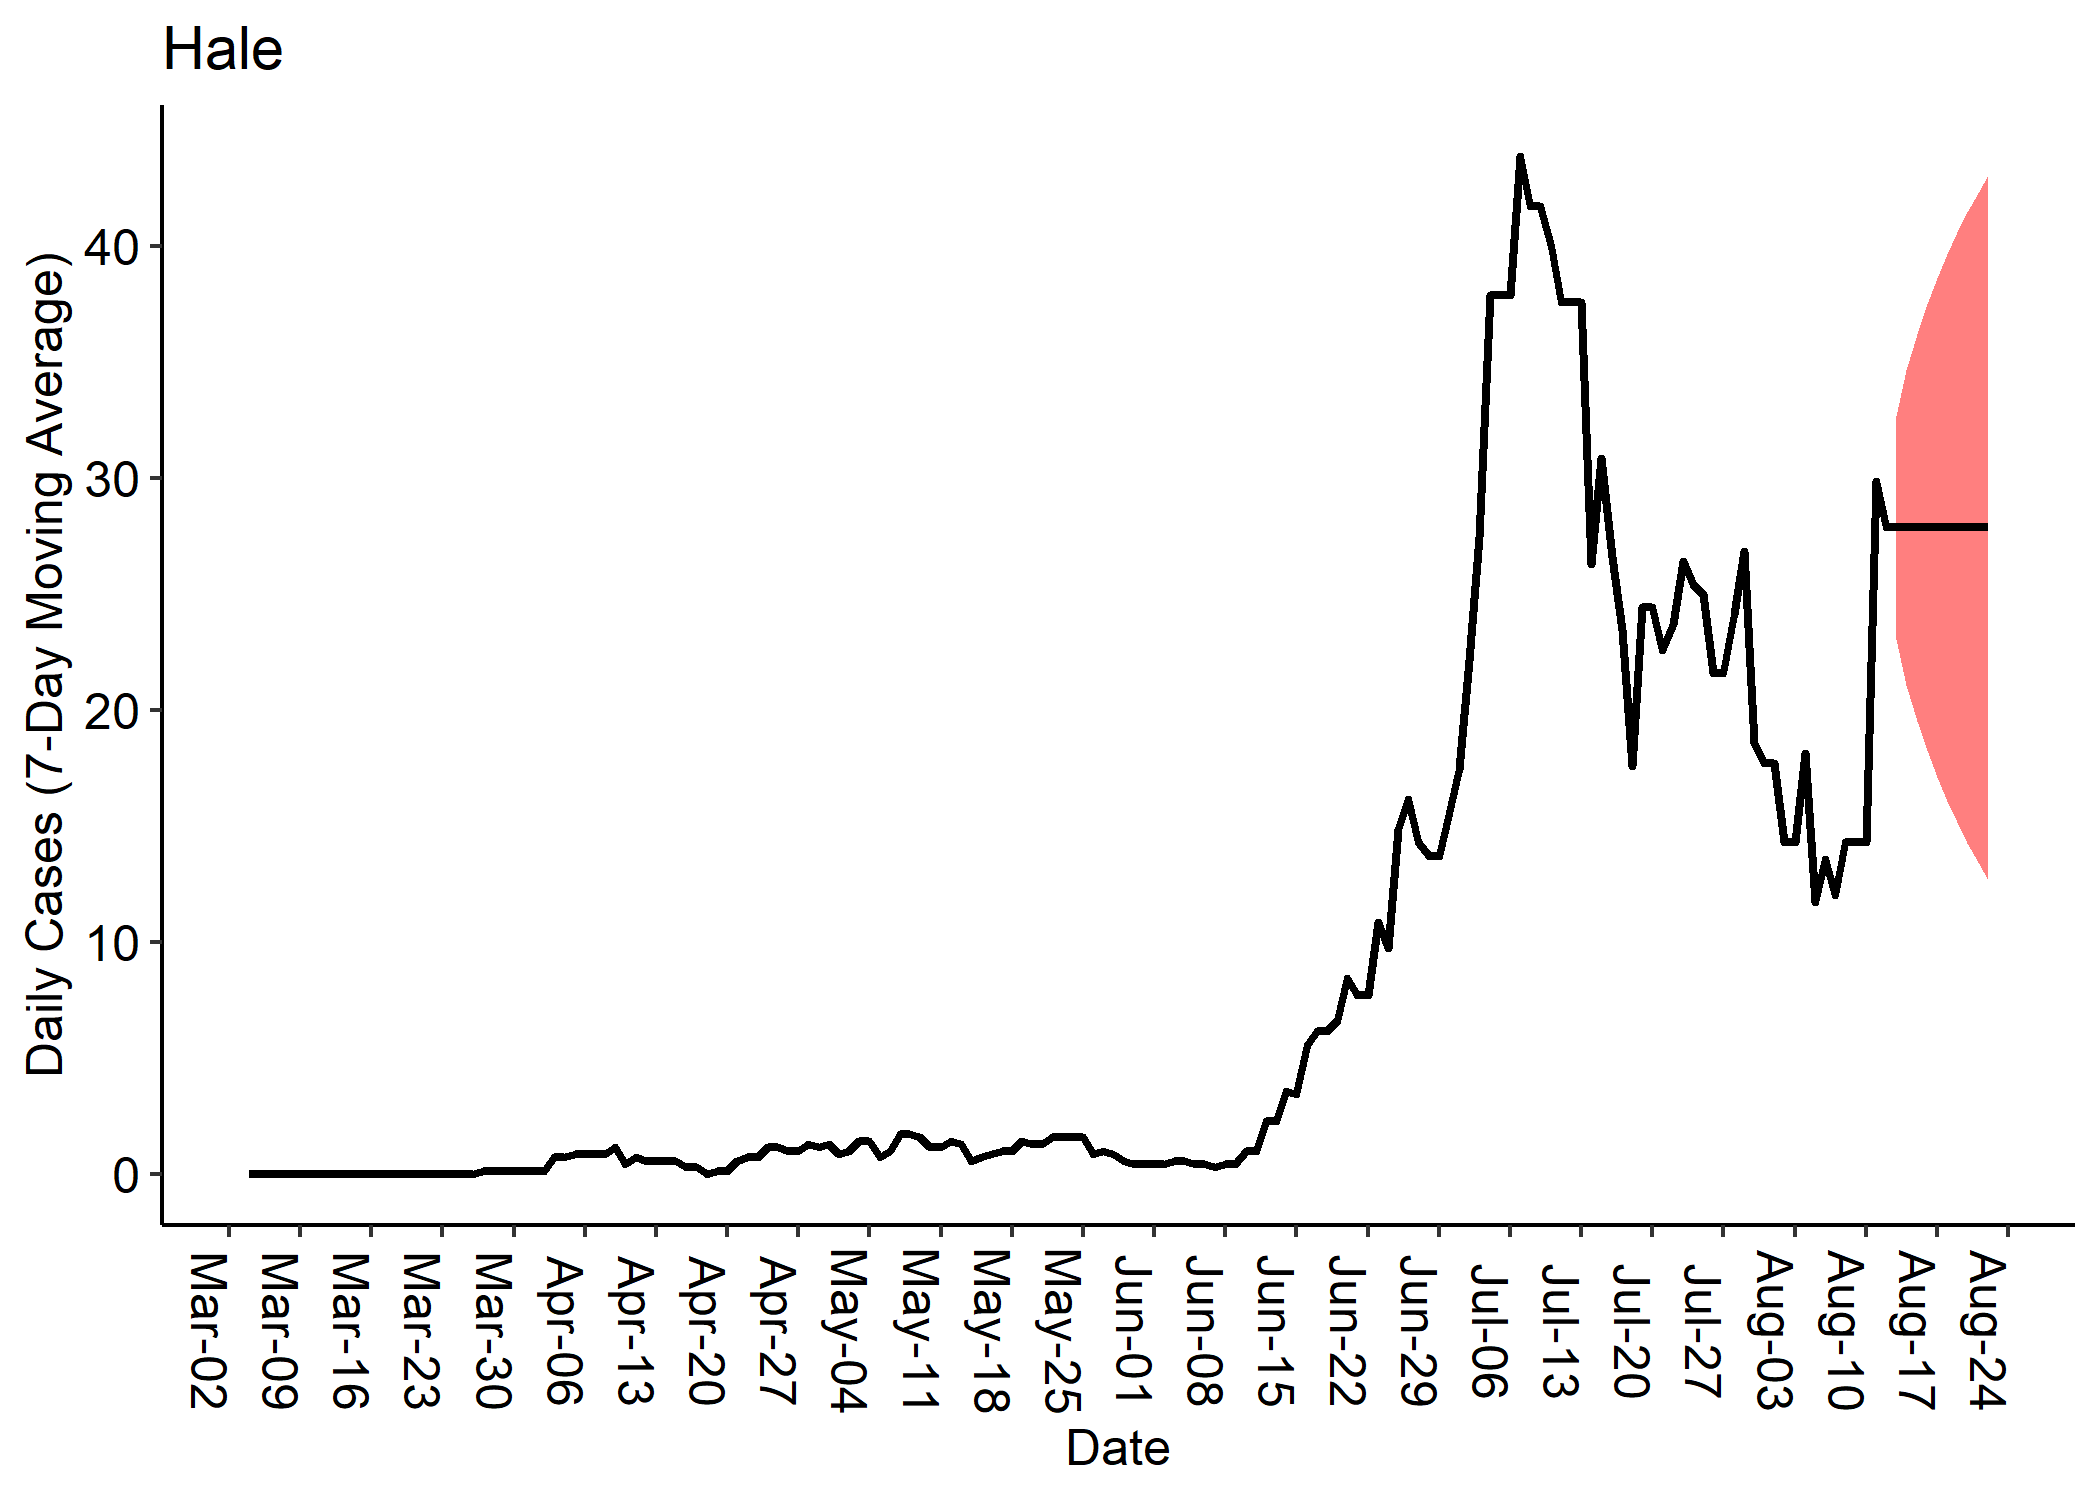 Hale
Daily Cases (7-Day Moving Average)
40
30
20
10
0
Mar-02
Mar-09
Mar-16
Mar-23
Mar-30
Apr-06
Apr-13
Apr-20
Apr-27
May-04
May-11
May-18
May-25
Jun-01
Jun-08
Jun-15
Jun-22
Jun-29
Jul-06
Jul-13
Jul-20
Jul-27
Aug-03
Aug-10
Aug-17
Aug-24
Date